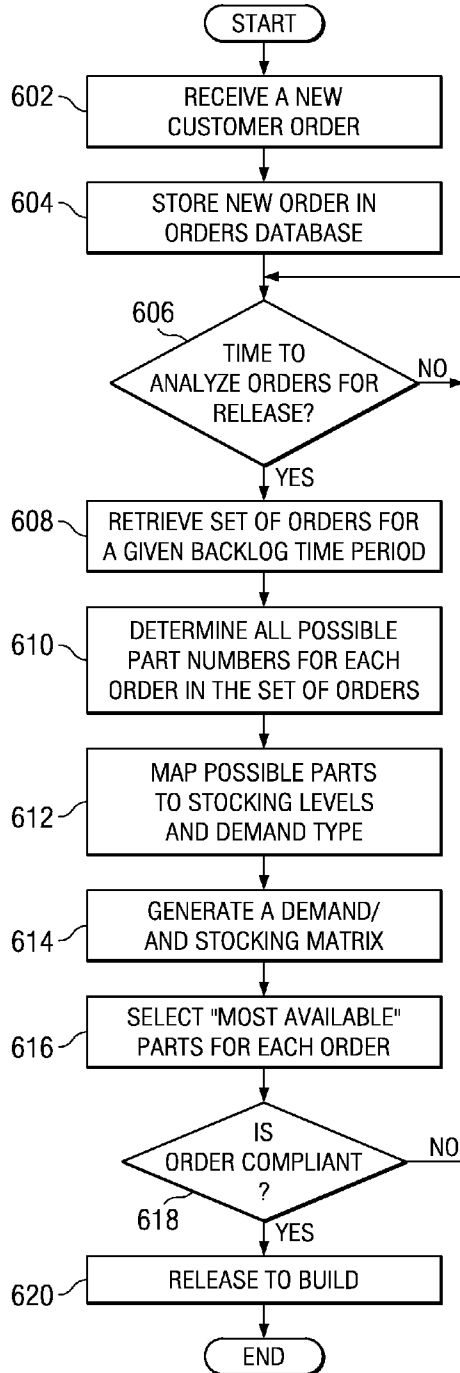 START
602
RECEIVE A NEW
CUSTOMER ORDER
604
STORE NEW ORDER IN
ORDERS DATABASE
606
TIME TO
ANALYZE ORDERS FOR
RELEASE?
NO
YES
608
RETRIEVE SET OF ORDERS FOR
A GIVEN BACKLOG TIME PERIOD
610
DETERMINE ALL POSSIBLE
PART NUMBERS FOR EACH
ORDER IN THE SET OF ORDERS
612
MAP POSSIBLE PARTS
TO STOCKING LEVELS
AND DEMAND TYPE
614
GENERATE A DEMAND/
AND STOCKING MATRIX
616
SELECT "MOST AVAILABLE"
PARTS FOR EACH ORDER
IS
ORDER COMPLIANT
?
NO
618
YES
620
RELEASE TO BUILD
END